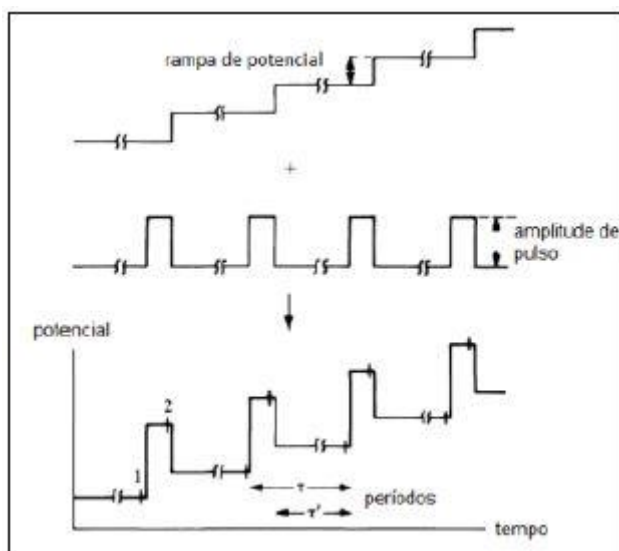 rampa de potencial
+
amplitude de
pulso
potencial
2
1
τ
períodos
τ'
tempo